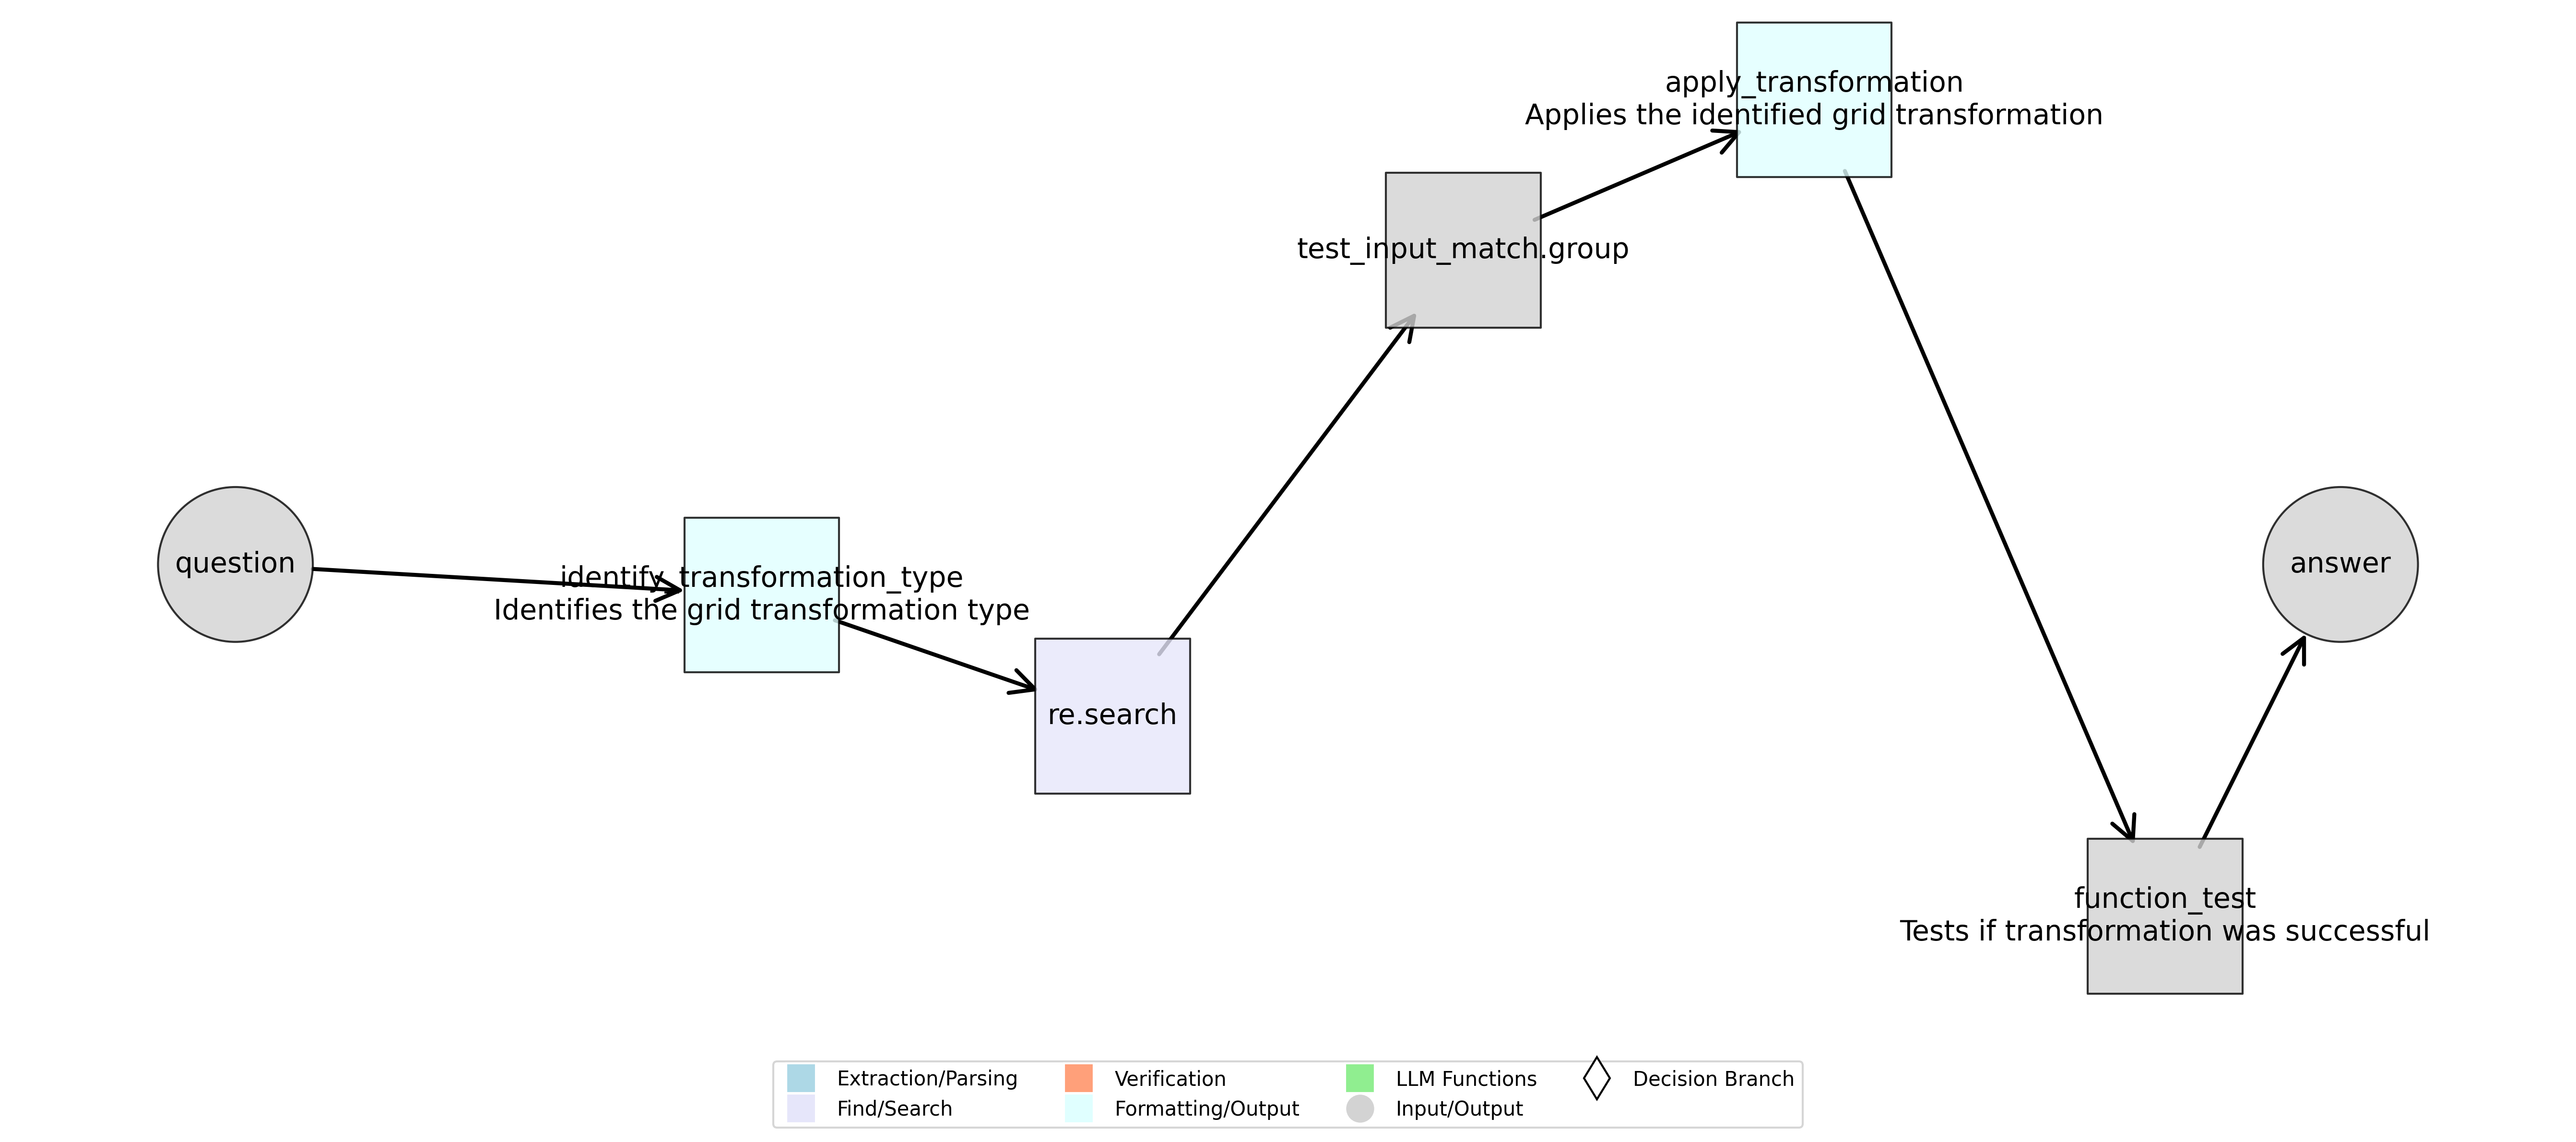 question
identify_transformation_type
Identifies the grid transformation type
re.search
test_input_match.group
apply_transformation
Applies the identified grid transformation
function_test
Tests if transformation was successful
answer
Extraction/Parsing
Find/Search
Verification
Formatting/Output
LLM Functions
Input/Output
Decision Branch